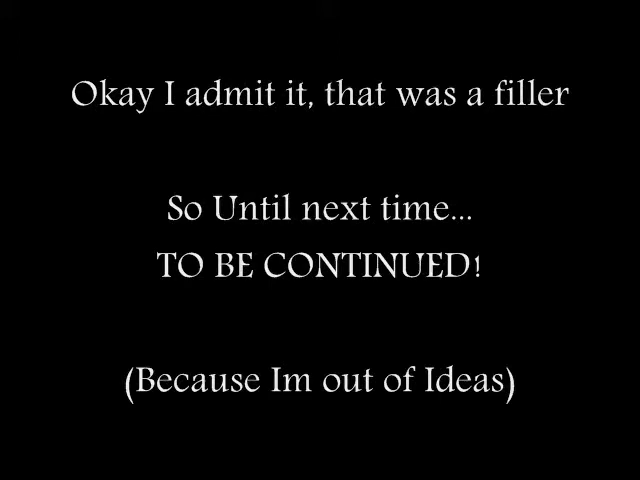 Okay I admit it, that was a filler
So Until next time...
TO BE CONTINUED!
(Because Im out of Ideas)